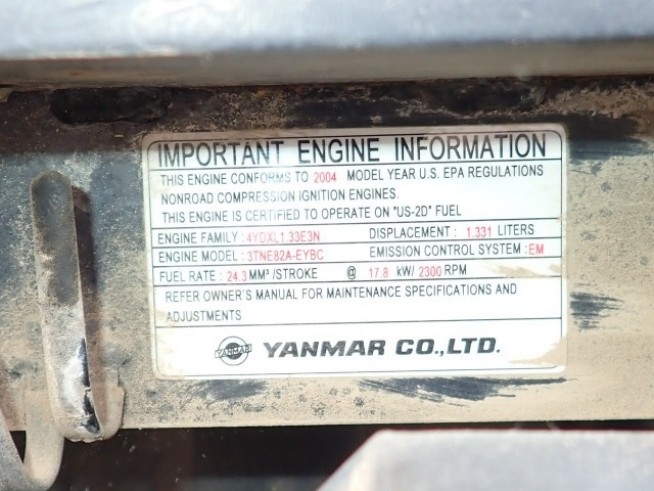 IMPORTANT ENGINE INFORMATION
THIS ENGINE CONFORMS TO 2004 MODEL YEAR U.S. EPA REGULATIONS
NONROAD COMPRESSION IGNITION ENGINES.
THIS ENGINE IS CERTIFIED TO OPERATE ON "US-2D" FUEL
ENGINE FAMILY : 4YDXL1.33E3N DISPLACEMENT : 1.331 LITERS
ENGINE MODEL : 3TNE82A-EYBC EMISSION CONTROL SYSTEM : EM
FUEL RATE : 24.3 MM³/STROKE @ 17.8 kW/ 2300 RPM
REFER OWNER'S MANUAL FOR MAINTENANCE SPECIFICATIONS AND
ADJUSTMENTS
YANMAR YANMAR CO.,LTD.